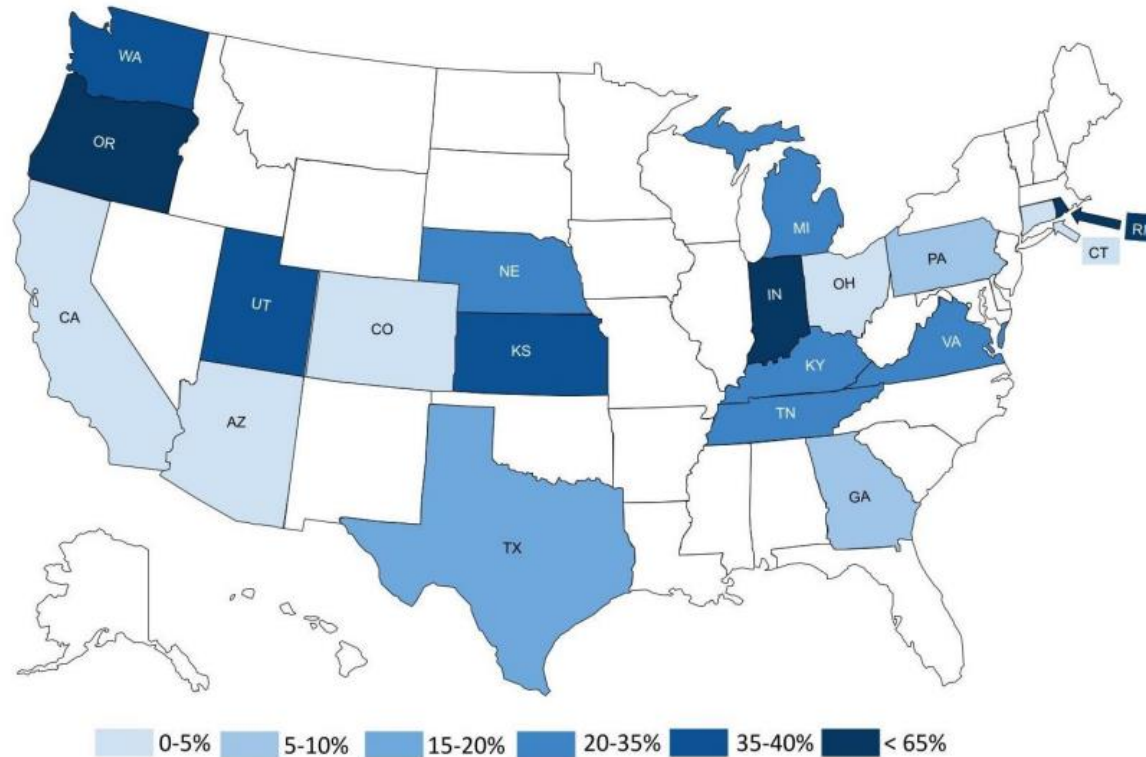 WA
OR
MI
RI
NE
PA
CT
UT
IN
OH
CA
CO
KS
VA
KY
AZ
TN
GA
TX
0-5% 5-10% 15-20% 20-35% 35-40% < 65%